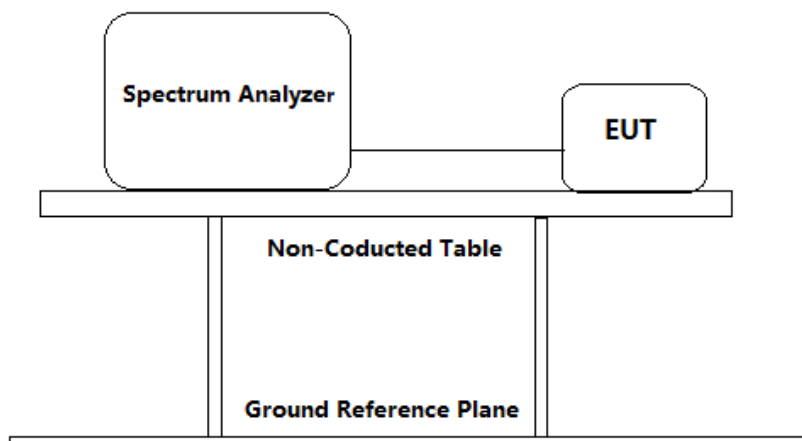 Spectrum Analyzer
EUT
Non-Coducted Table
Ground Reference Plane